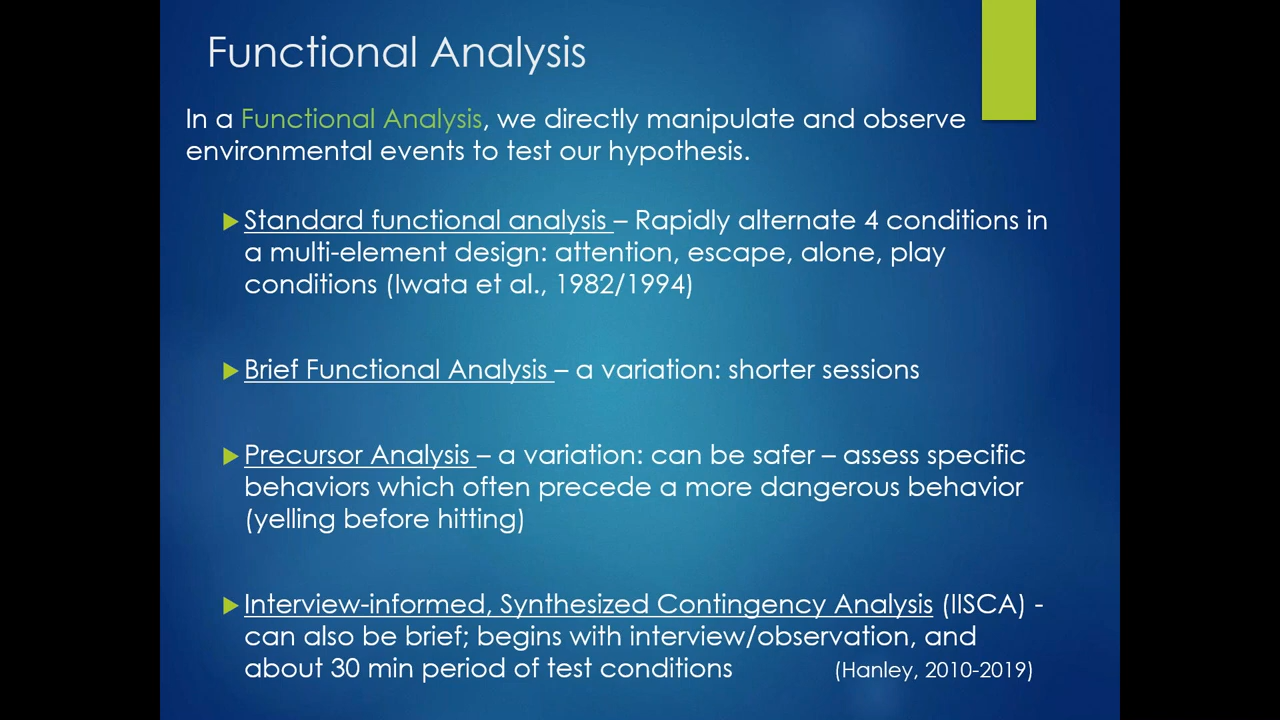 Functional Analysis
In a Functional Analysis, we directly manipulate and observe
environmental events to test our hypothesis.
Standard functional analysis – Rapidly alternate 4 conditions in
a multi-element design: attention, escape, alone, play
conditions (Iwata et al., 1982/1994)
Brief Functional Analysis – a variation: shorter sessions
Precursor Analysis – a variation: can be safer – assess specific
behaviors which often precede a more dangerous behavior
(yelling before hitting)
Interview-informed, Synthesized Contingency Analysis (IISCA) -
can also be brief; begins with interview/observation, and
about 30 min period of test conditions (Hanley, 2010-2019)